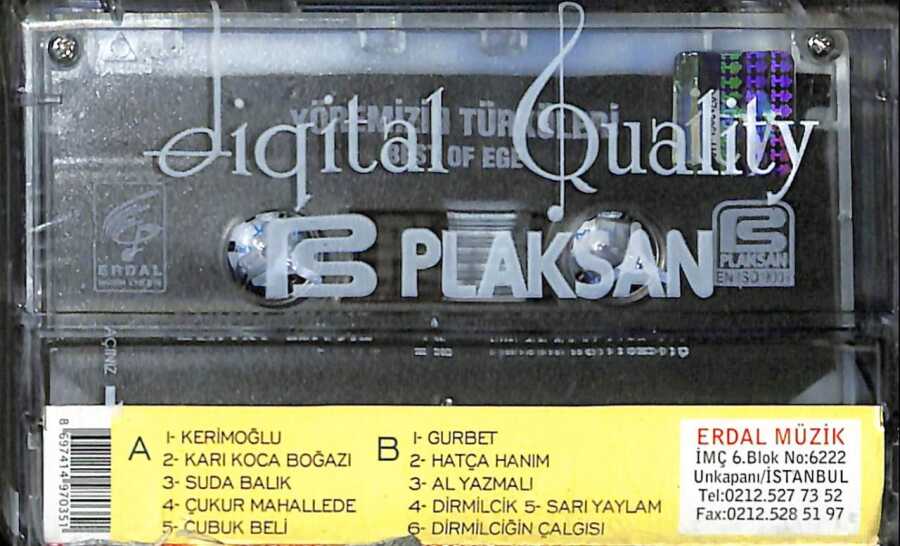 YÖREMİZİN TÜRKÜLERİ
BEST OF EGE
Digital Quality
ERDAL
PLAKSAN
PLAKSAN
EN ISO 9001
AÇINIZ
8 697414 970351
A
1- KERİMOĞLU
2- KARI KOCA BOĞAZI
3- SUDA BALIK
4- ÇUKUR MAHALLEDE
5- ÇUBUK BELİ
B
1- GURBET
2- HATÇA HANIM
3- AL YAZMALI
4- DİRMİLCİK 5- SARI YAYLAM
6- DİRMİLCİĞİN ÇALGISI
ERDAL MÜZİK
İMÇ 6.Blok No:6222
Unkapanı/İSTANBUL
Tel:0212.527 73 52
Fax:0212.528 51 97